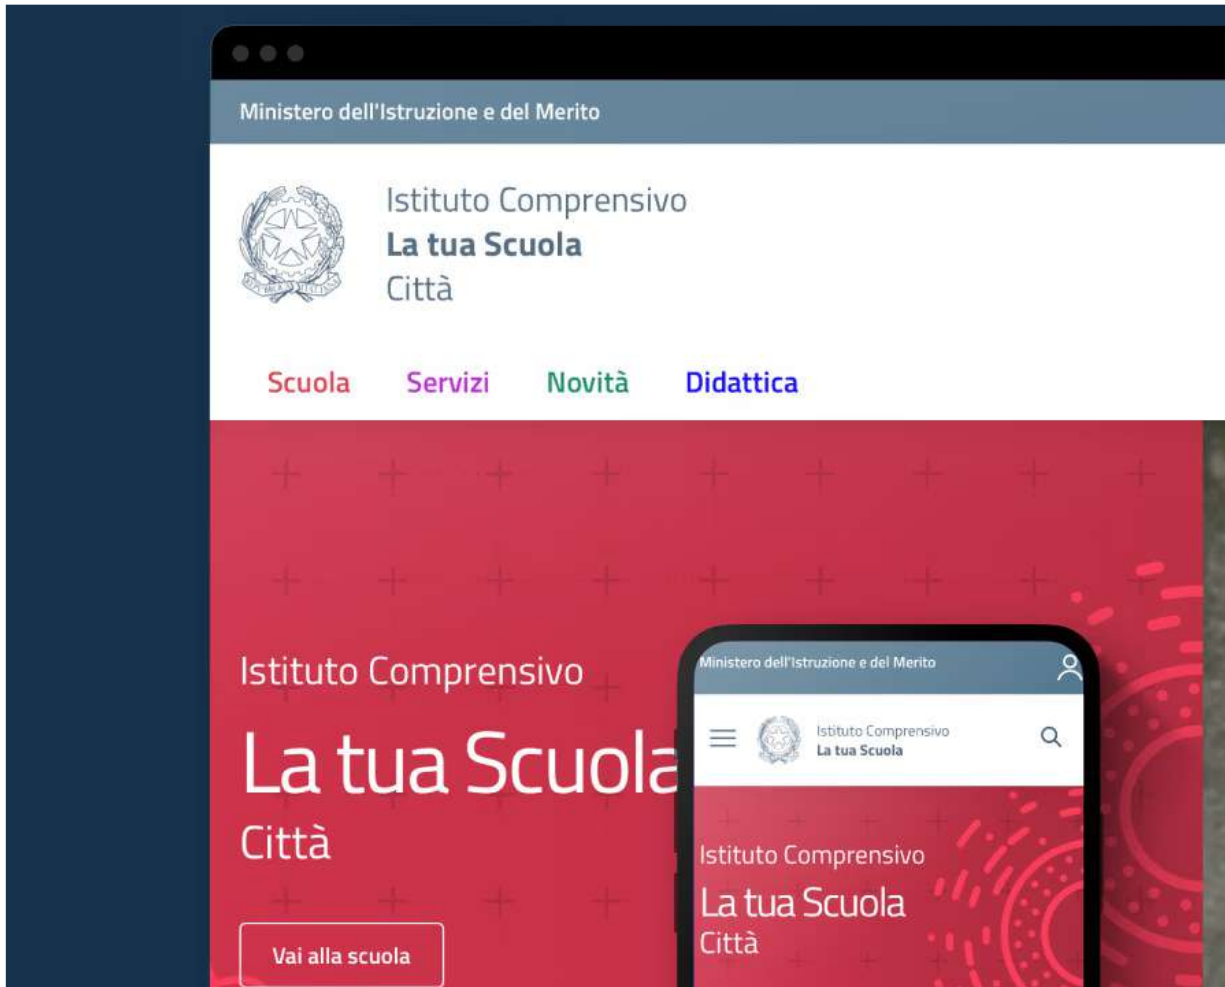 Ministero dell'Istruzione e del Merito
Istituto Comprensivo
La tua Scuola
Città
REPVBBLICA ITALIANA
Scuola Servizi Novità Didattica
Istituto Comprensivo
La tua Scuola
Città
Vai alla scuola
Ministero dell'Istruzione e del Merito
Istituto Comprensivo
La tua Scuola
Istituto Comprensivo
La tua Scuola
Città